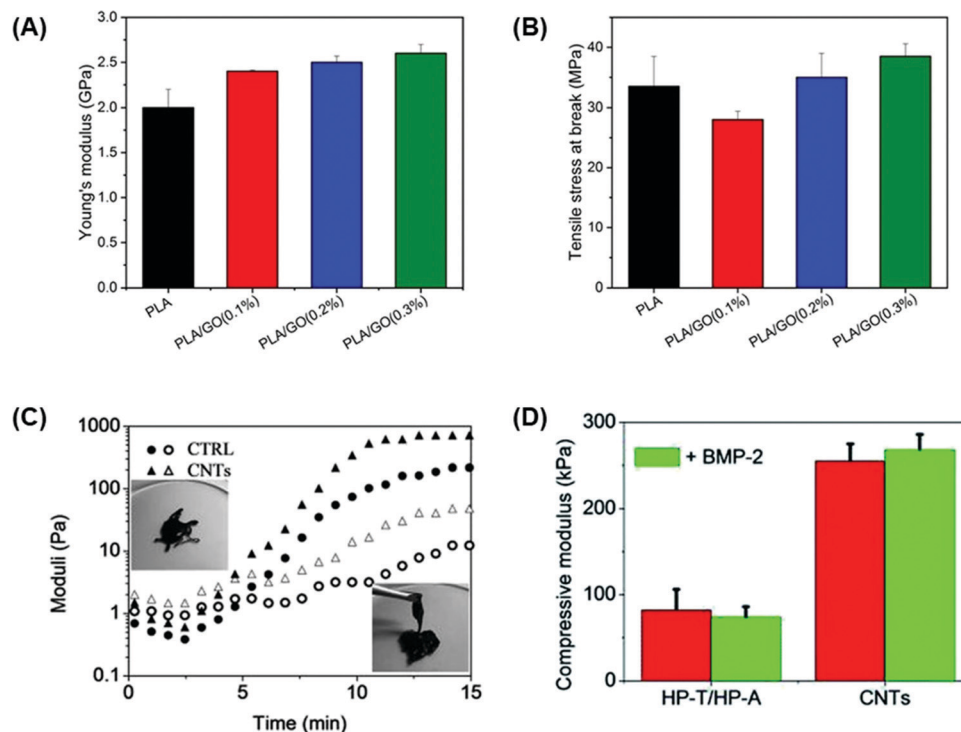 (A)
Young's modulus (GPa)
3.0
2.5
2.0
1.5
1.0
0.5
0.0
PLA
PLA/GO(0.1%)
PLA/GO(0.2%)
PLA/GO(0.3%)
(B)
Tensile stress at break (MPa)
40
30
20
10
0
PLA
PLA/GO(0.1%)
PLA/GO(0.2%)
PLA/GO(0.3%)
(C)
Moduli (Pa)
1000
100
10
1
0.1
CTRL
CNTs
0
5
10
15
Time (min)
(D)
Compressive modulus (kPa)
300
200
100
0
+ BMP-2
HP-T/HP-A
CNTs